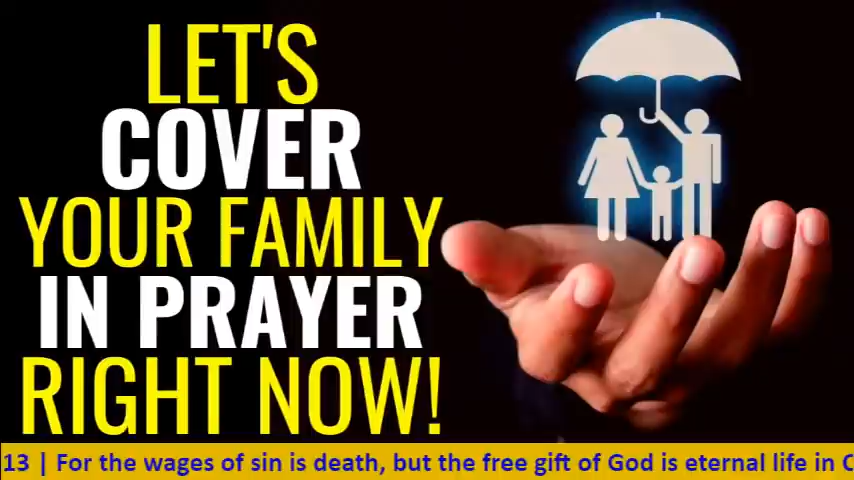 LET'S
COVER
YOUR FAMILY
IN PRAYER
RIGHT NOW!
13 | For the wages of sin is death, but the free gift of God is eternal life in